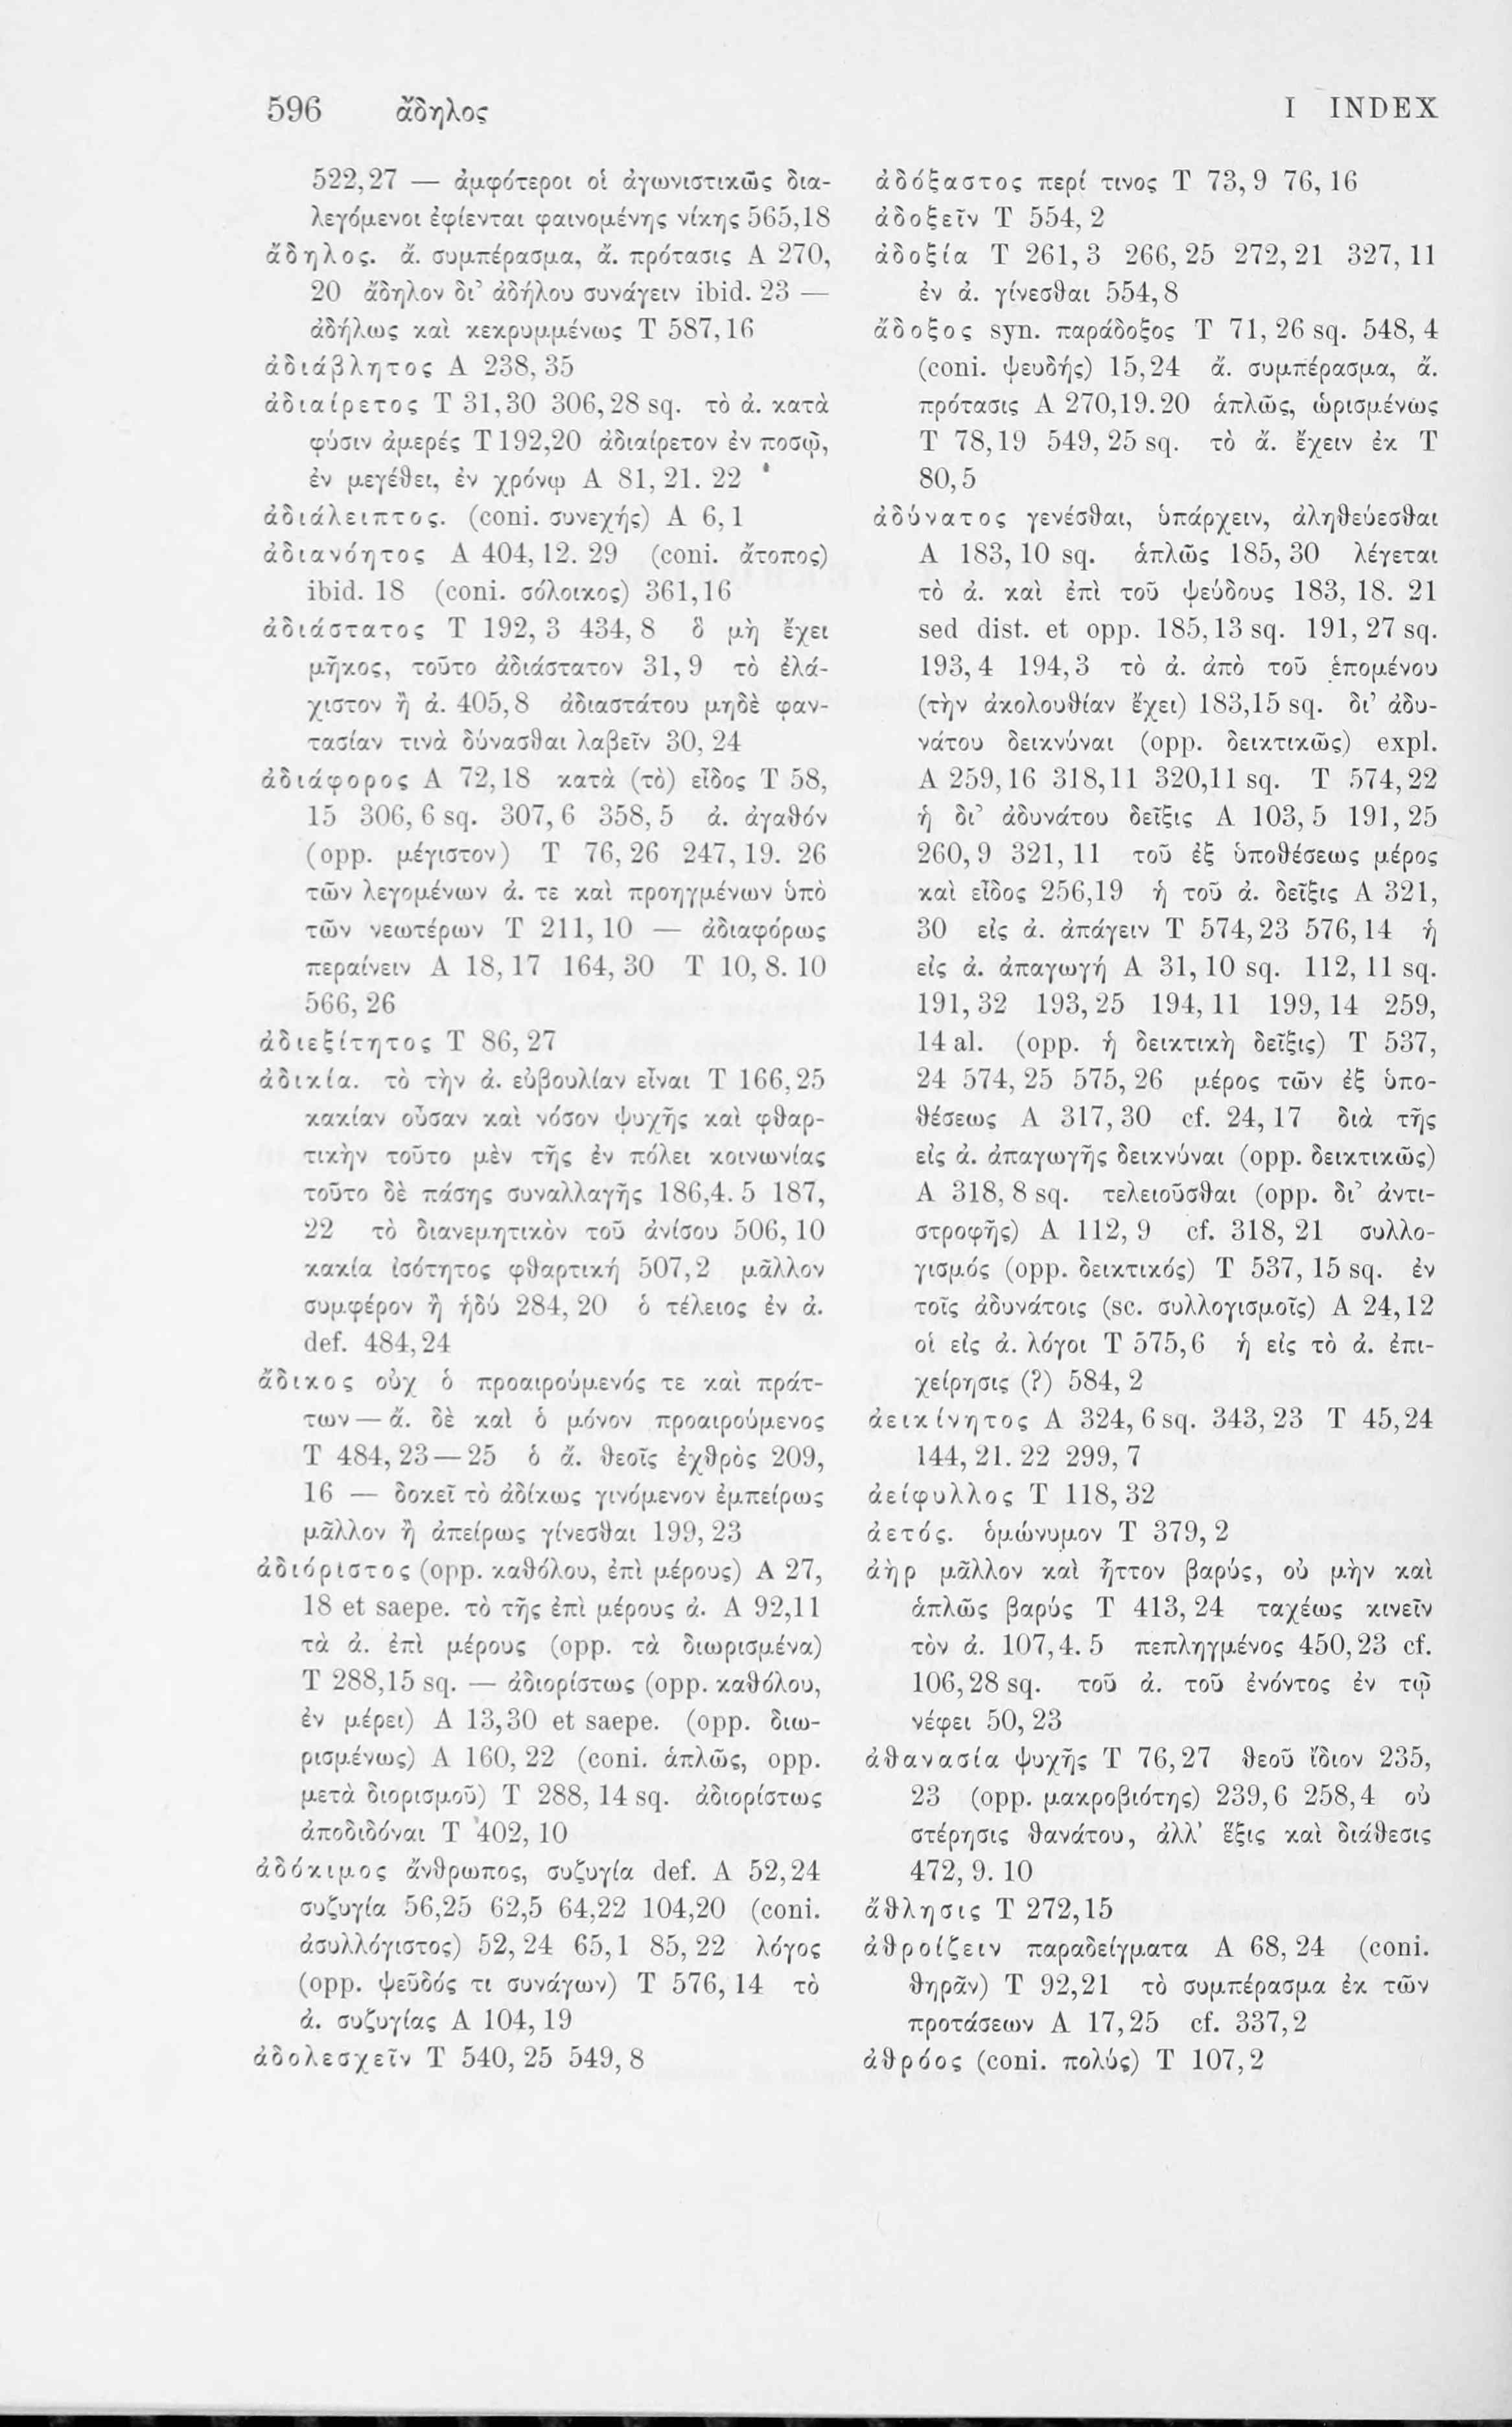 596 ἄδηλος
I INDEX
522,27 — ἀμφότεροι οἱ ἀγωνιστικῶς δια-
λεγόμενοι ἐφίενται φαινομένης νίκης 565,18
ἄδηλος. ἄ. συμπέρασμα, ἄ. πρότασις A 270,
20 ἄδηλον δι᾽ ἀδήλου συνάγειν ibid. 23 —
ἀδήλως καὶ κεκρυμμένως T 587,16
ἀδιάβλητος A 238, 35
ἀδιαίρετος T 31,30 306,28 sq. τὸ ἀ. κατὰ
φύσιν ἀμερές T 192,20 ἀδιαίρετον ἐν ποσῷ,
ἐν μεγέθει, ἐν χρόνῳ A 81, 21. 22
ἀδιάλειπτος. (coni. συνεχής) A 6,1
ἀδιανόητος A 404, 12. 29 (coni. ἄτοπος)
ibid. 18 (coni. σόλοικος) 361,16
ἀδιάστατος T 192, 3 434, 8 ὃ μὴ ἔχει
μῆκος, τοῦτο ἀδιάστατον 31, 9 τὸ ἐλά-
χιστον ἢ ἀ. 405, 8 ἀδιαστάτου μηδὲ φαν-
τασίαν τινὰ δύνασθαι λαβεῖν 30, 24
ἀδιάφορος A 72,18 κατὰ (τὸ) εἶδος T 58,
15 306, 6 sq. 307, 6 358, 5 ἀ. ἀγαθόν
(opp. μέγιστον) T 76, 26 247, 19. 26
τῶν λεγομένων ἀ. τε καὶ προηγμένων ὑπὸ
τῶν νεωτέρων T 211, 10 — ἀδιαφόρως
περαίνειν A 18, 17 164, 30 T 10, 8. 10
566, 26
ἀδιεξίτητος T 86, 27
ἀδικία. τὸ τὴν ἀ. εὐβουλίαν εἶναι T 166,25
κακίαν οὖσαν καὶ νόσον ψυχῆς καὶ φθαρ-
τικὴν τοῦτο μὲν τῆς ἐν πόλει κοινωνίας
τοῦτο δὲ πάσης συναλλαγῆς 186,4. 5 187,
22 τὸ διανεμητικὸν τοῦ ἀνίσου 506, 10
κακία ἰσότητος φθαρτική 507,2 μᾶλλον
συμφέρον ἢ ἡδύ 284, 20 ὁ τέλειος ἐν ἀ.
def. 484,24
ἄδικος οὐχ ὁ προαιρούμενός τε καὶ πράτ-
των — ἄ. δὲ καὶ ὁ μόνον προαιρούμενος
T 484, 23—25 ὁ ἄ. θεοῖς ἐχθρὸς 209,
16 — δοκεῖ τὸ ἀδίκως γινόμενον ἐμπείρως
μᾶλλον ἢ ἀπείρως γίνεσθαι 199, 23
ἀδιόριστος (opp. καθόλου, ἐπὶ μέρους) A 27,
18 et saepe. τὸ τῆς ἐπὶ μέρους ἀ. A 92,11
τὰ ἀ. ἐπὶ μέρους (opp. τὰ διωρισμένα)
T 288,15 sq. — ἀδιορίστως (opp. καθόλου,
ἐν μέρει) A 13,30 et saepe. (opp. διω-
ρισμένως) A 160, 22 (coni. ἁπλῶς, opp.
μετὰ διορισμοῦ) T 288, 14 sq. ἀδιορίστως
ἀποδιδόναι T 402, 10
ἀδόκιμος ἄνθρωπος, συζυγία def. A 52,24
συζυγία 56,25 62,5 64,22 104,20 (coni.
ἀσυλλόγιστος) 52, 24 65, 1 85, 22 λόγος
(opp. ψεῦδός τι συνάγων) T 576, 14 τὸ
ἀ. συζυγίας A 104, 19
ἀδολεσχεῖν T 540, 25 549, 8
ἀδόξαστος περί τινος T 73, 9 76, 16
ἀδοξεῖν T 554, 2
ἀδοξία T 261, 3 266, 25 272, 21 327, 11
ἐν ἀ. γίνεσθαι 554, 8
ἄδοξος syn. παράδοξος T 71, 26 sq. 548, 4
(coni. ψευδής) 15,24 ἄ. συμπέρασμα, ἄ.
πρότασις A 270,19.20 ἁπλῶς, ὡρισμένως
T 78,19 549, 25 sq. τὸ ἄ. ἔχειν ἐκ T
80, 5
ἀδύνατος γενέσθαι, ὑπάρχειν, ἀληθεύεσθαι
A 183, 10 sq. ἁπλῶς 185, 30 λέγεται
τὸ ἀ. καὶ ἐπὶ τοῦ ψεύδους 183, 18. 21
sed dist. et opp. 185, 13 sq. 191, 27 sq.
193, 4 194, 3 τὸ ἀ. ἀπὸ τοῦ ἑπομένου
(τὴν ἀκολουθίαν ἔχει) 183,15 sq. δι᾽ ἀδυ-
νάτου δεικνύναι (opp. δεικτικῶς) expl.
A 259, 16 318, 11 320, 11 sq. T 574, 22
ἡ δι᾽ ἀδυνάτου δεῖξις A 103, 5 191, 25
260, 9 321, 11 τοῦ ἐξ ὑποθέσεως μέρος
καὶ εἶδος 256,19 ἡ τοῦ ἀ. δεῖξις A 321,
30 εἰς ἀ. ἀπάγειν T 574, 23 576, 14 ἡ
εἰς ἀ. ἀπαγωγή A 31, 10 sq. 112, 11 sq.
191, 32 193, 25 194, 11 199, 14 259,
14 al. (opp. ἡ δεικτικὴ δεῖξις) T 537,
24 574, 25 575, 26 μέρος τῶν ἐξ ὑπο-
θέσεως A 317, 30 cf. 24, 17 διὰ τῆς
εἰς ἀ. ἀπαγωγῆς δεικνύναι (opp. δεικτικῶς)
A 318, 8 sq. τελειοῦσθαι (opp. δι᾽ ἀντι-
στροφῆς) A 112, 9 cf. 318, 21 συλλο-
γισμός (opp. δεικτικός) T 537, 15 sq. ἐν
τοῖς ἀδυνάτοις (sc. συλλογισμοῖς) A 24, 12
οἱ εἰς ἀ. λόγοι T 575, 6 ἡ εἰς τὸ ἀ. ἐπι-
χείρησις (?) 584, 2
ἀεικίνητος A 324, 6 sq. 343, 23 T 45,24
144, 21. 22 299, 7
ἀείφυλλος T 118, 32
ἀετός. ὁμώνυμον T 379, 2
ἀὴρ μᾶλλον καὶ ἧττον βαρύς, οὐ μὴν καὶ
ἁπλῶς βαρύς T 413, 24 ταχέως κινεῖν
τὸν ἀ. 107, 4. 5 πεπληγμένος 450, 23 cf.
106, 28 sq. τοῦ ἀ. τοῦ ἐνόντος ἐν τῷ
νέφει 50, 23
ἀθανασία ψυχῆς T 76, 27 θεοῦ ἴδιον 235,
23 (opp. μακροβιότης) 239, 6 258, 4 οὐ
στέρησις θανάτου, ἀλλ᾽ ἕξις καὶ διάθεσις
472, 9. 10
ἄθλησις T 272,15
ἀθροίζειν παραδείγματα A 68, 24 (coni.
θηρᾶν) T 92,21 τὸ συμπέρασμα ἐκ τῶν
προτάσεων A 17, 25 cf. 337, 2
ἀθρόος (coni. πολύς) T 107, 2